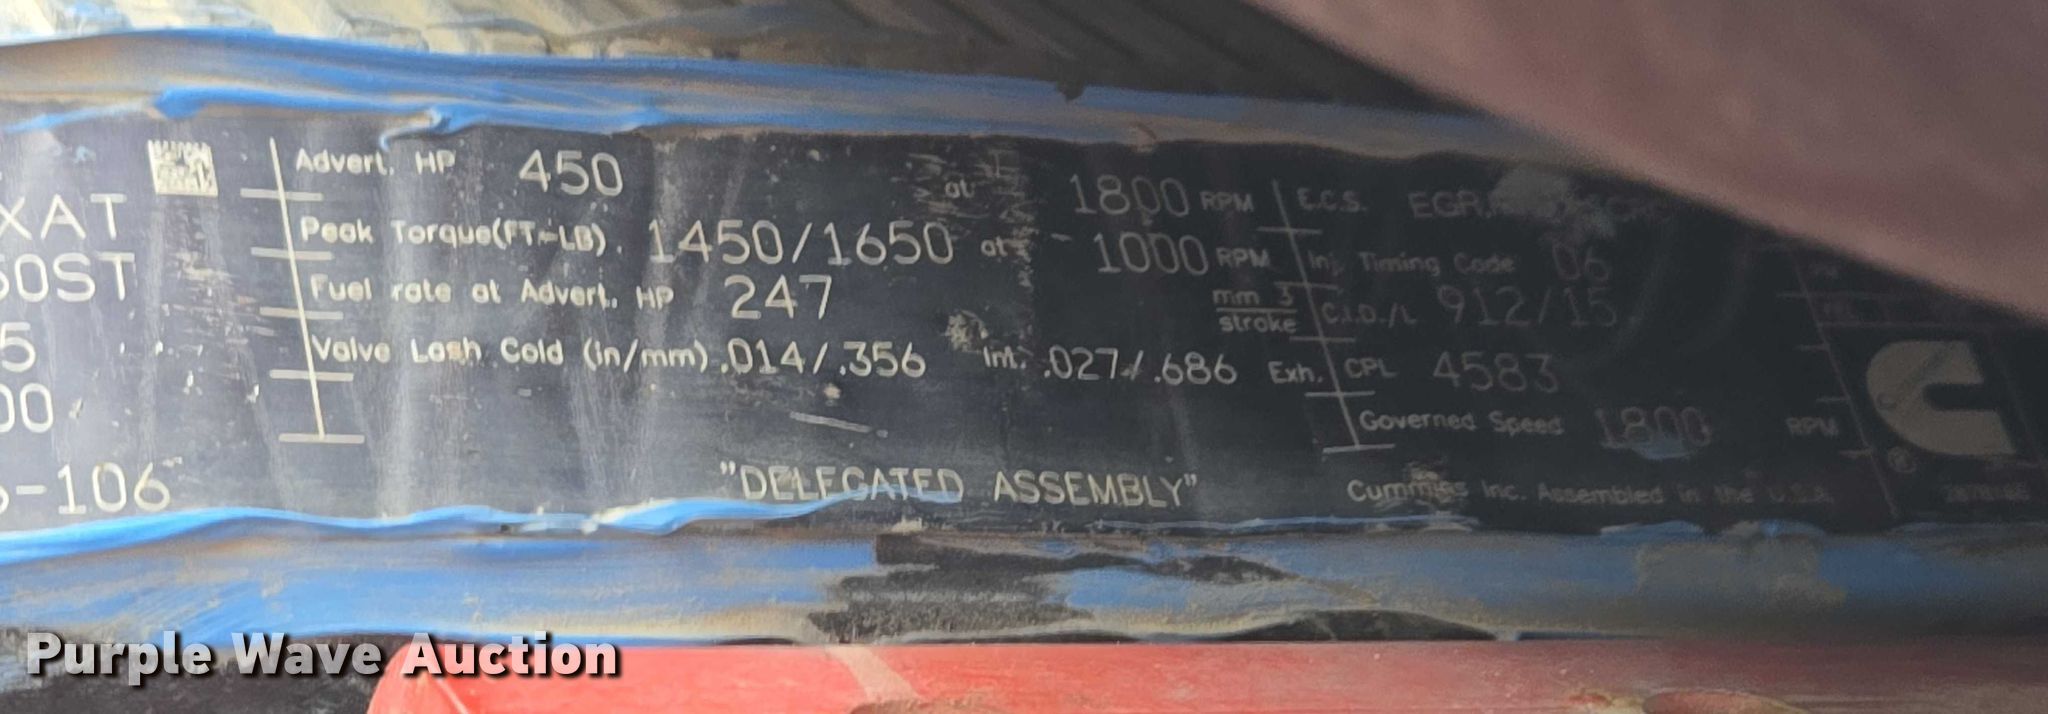 Advert. HP 450 at 1800 RPM E.C.S.
XAT Peak Torque(FT-LB). 1450/1650 at 1000 RPM Inj. Timing Code 06
50ST Fuel rate at Advert. HP 247 mm 3 stroke C.I.D./L 912/15
5 Valve Lash Cold (in/mm) .014/.356 Int. .027/.686 Exh. CPL 4583
00 Governed Speed 1800 RPM
-106 "DELEGATED ASSEMBLY" Cummins Inc. Assembled in the U.S.A.
Purple Wave Auction